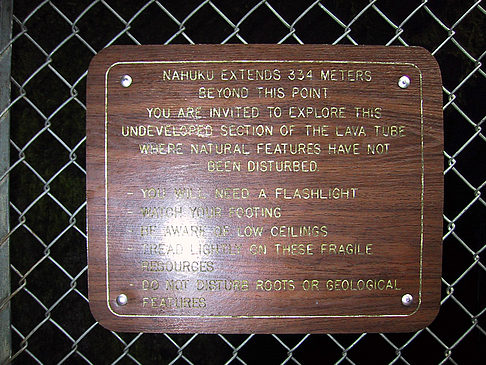 NAHUKU EXTENDS 334 METERS
BEYOND THIS POINT
YOU ARE INVITED TO EXPLORE THIS
UNDEVELOPED SECTION OF THE LAVA TUBE
WHERE NATURAL FEATURES HAVE NOT
BEEN DISTURBED.
- YOU WILL NEED A FLASHLIGHT
- WATCH YOUR FOOTING
- BE AWARE OF LOW CEILINGS
- TREAD LIGHTLY ON THESE FRAGILE
RESOURCES
- DO NOT DISTURB ROOTS OR GEOLOGICAL
FEATURES